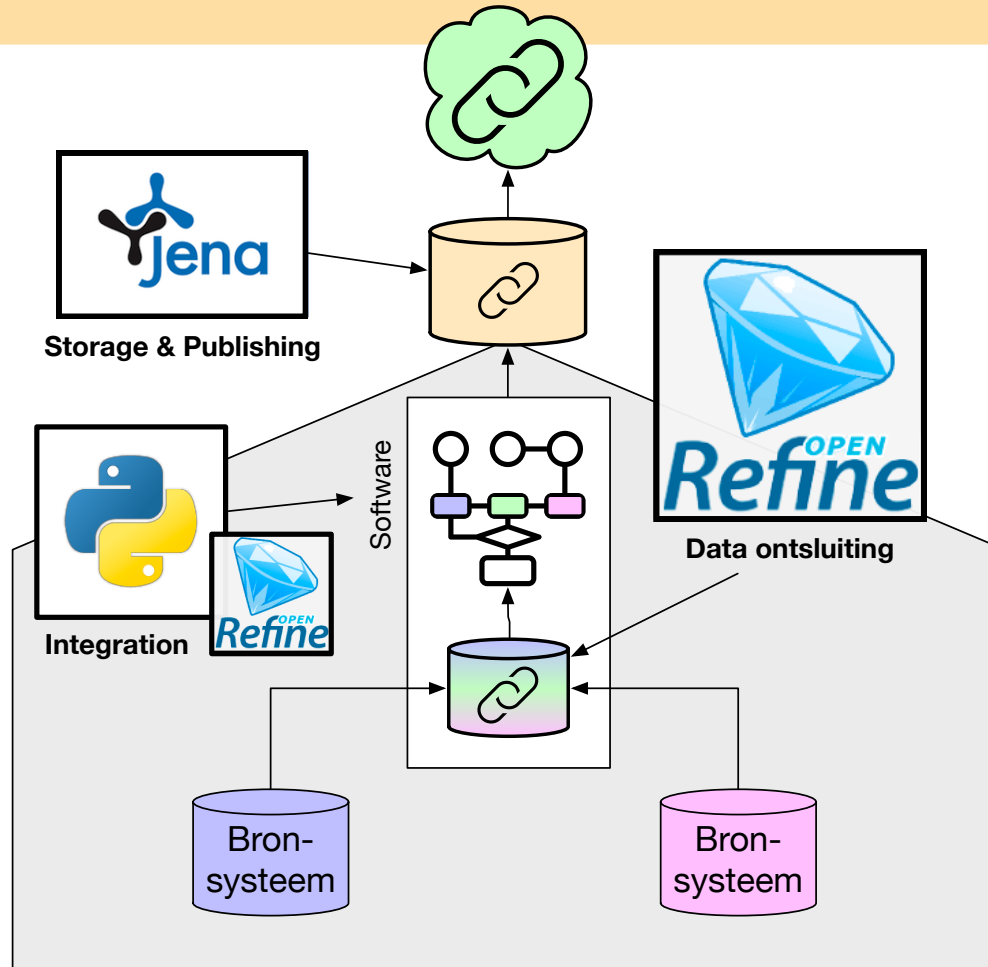 Jena
Storage & Publishing
OPEN
Refine
Data ontsluiting
Software
OPEN
Refine
Integration
Bron-
systeem
Bron-
systeem